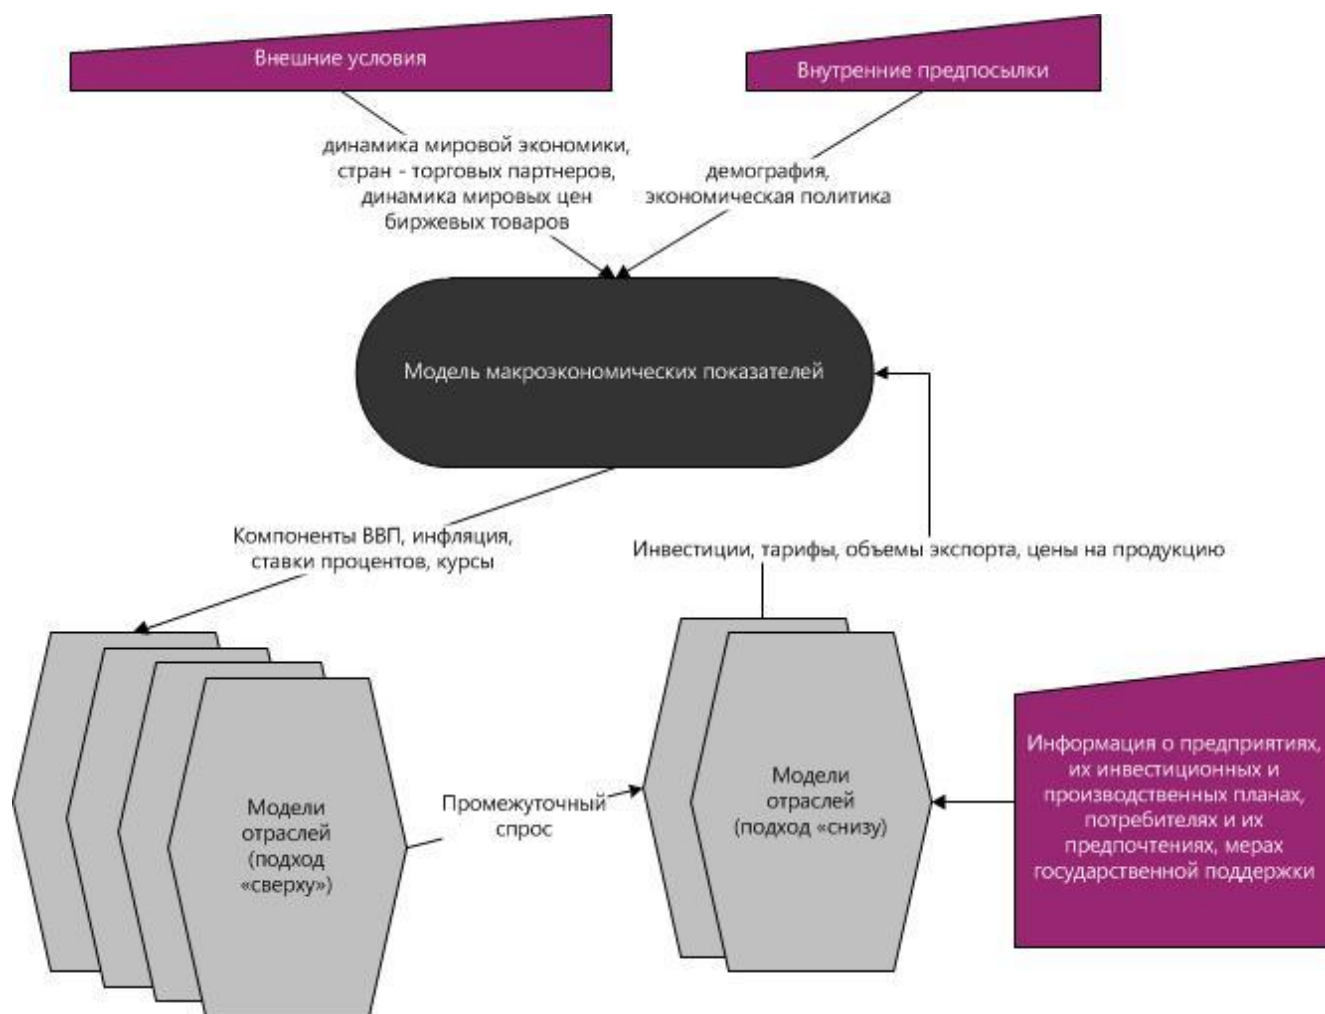 Внешние условия
Внутренние предпосылки
динамика мировой экономики,
стран - торговых партнеров,
динамика мировых цен
биржевых товаров
демография,
экономическая политика
Модель макроэкономических показателей
Компоненты ВВП, инфляция,
ставки процентов, курсы
Инвестиции, тарифы, объемы экспорта, цены на продукцию
Модели
отраслей
(подход
«сверху»)
Промежуточный
спрос
Модели
отраслей
(подход «снизу)
Информация о предприятиях,
их инвестиционных и
производственных планах,
потребителях и их
предпочтениях, мерах
государственной поддержки